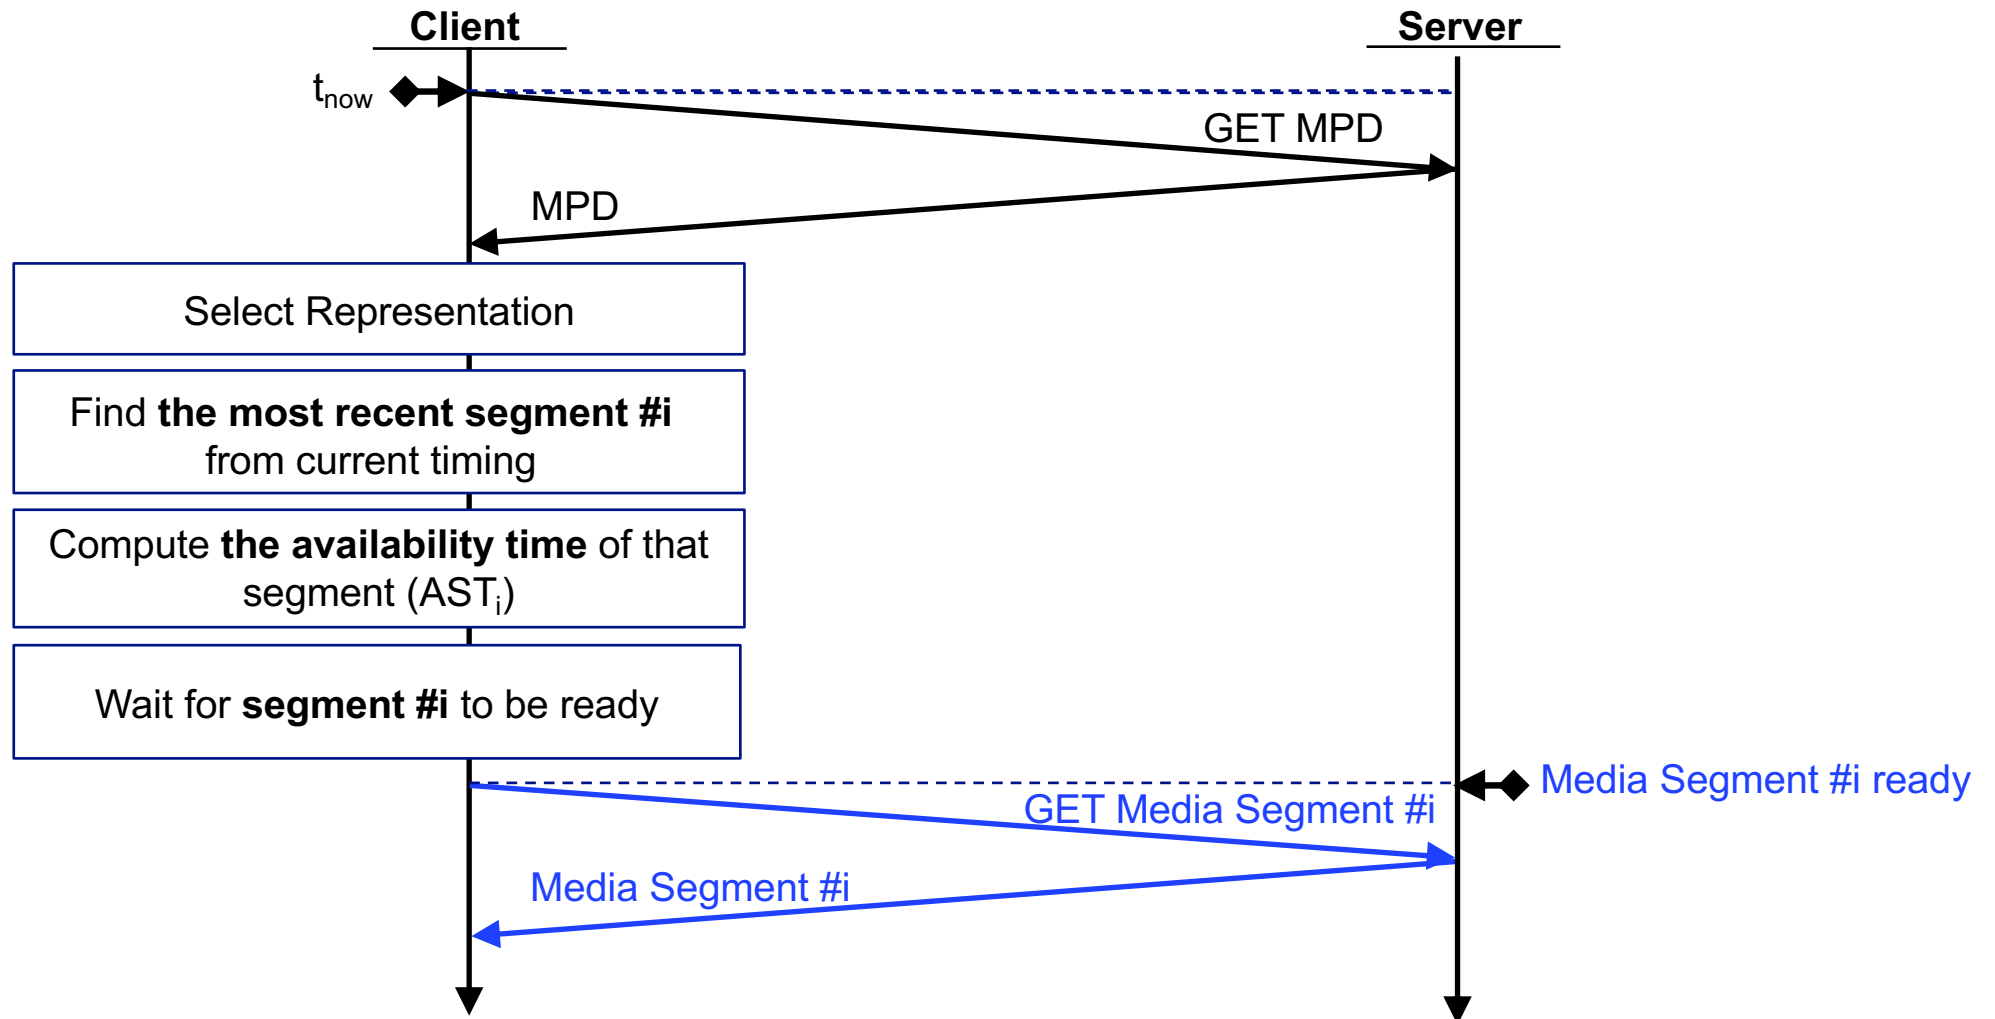 Client
Server
tnow
GET MPD
MPD
Select Representation
Find the most recent segment #i
from current timing
Compute the availability time of that
segment (ASTi)
Wait for segment #i to be ready
Media Segment #i ready
GET Media Segment #i
Media Segment #i